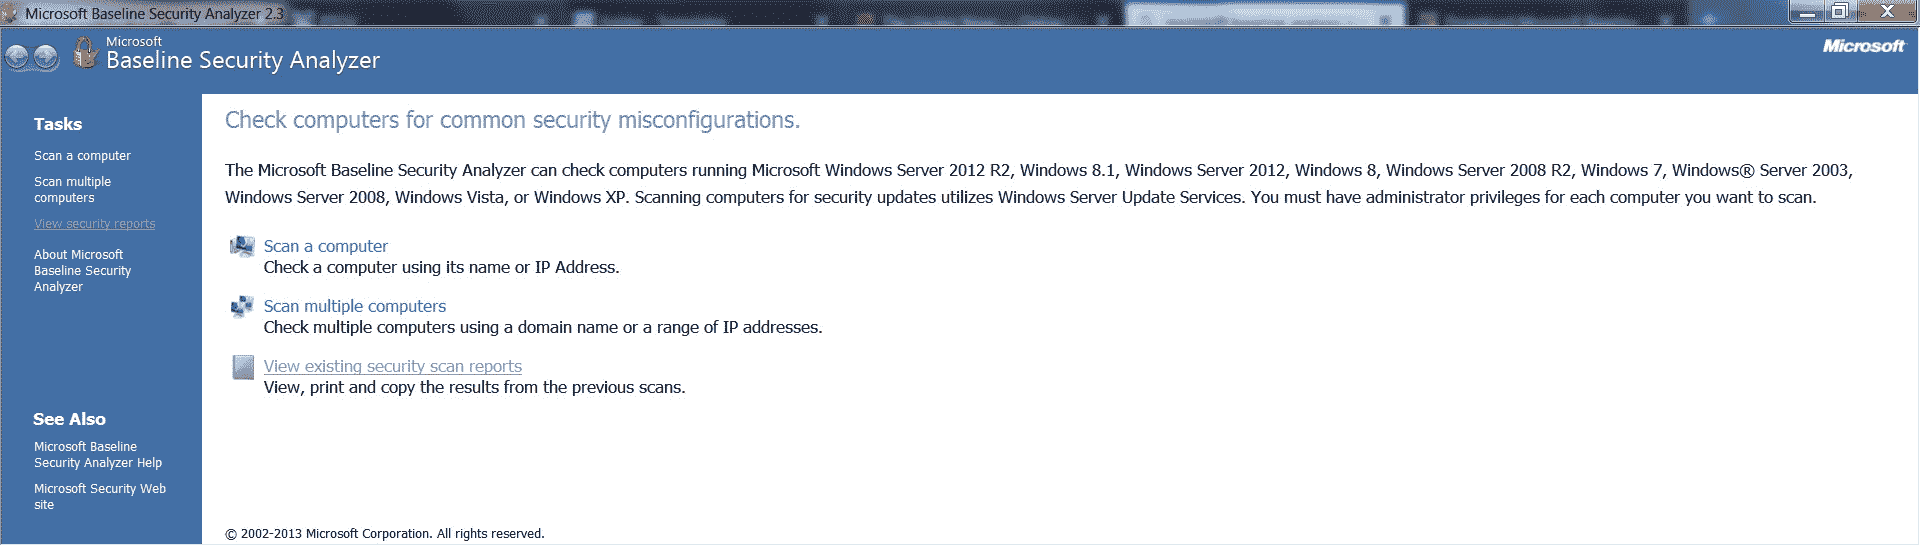 Microsoft Baseline Security Analyzer 2.3
Microsoft
Baseline Security Analyzer
Microsoft
Tasks
Scan a computer
Scan multiple
computers
View security reports
About Microsoft
Baseline Security
Analyzer
See Also
Microsoft Baseline
Security Analyzer Help
Microsoft Security Web
site
Check computers for common security misconfigurations.
The Microsoft Baseline Security Analyzer can check computers running Microsoft Windows Server 2012 R2, Windows 8.1, Windows Server 2012, Windows 8, Windows Server 2008 R2, Windows 7, Windows® Server 2003,
Windows Server 2008, Windows Vista, or Windows XP. Scanning computers for security updates utilizes Windows Server Update Services. You must have administrator privileges for each computer you want to scan.
Scan a computer
Check a computer using its name or IP Address.
Scan multiple computers
Check multiple computers using a domain name or a range of IP addresses.
View existing security scan reports
View, print and copy the results from the previous scans.
© 2002-2013 Microsoft Corporation. All rights reserved.